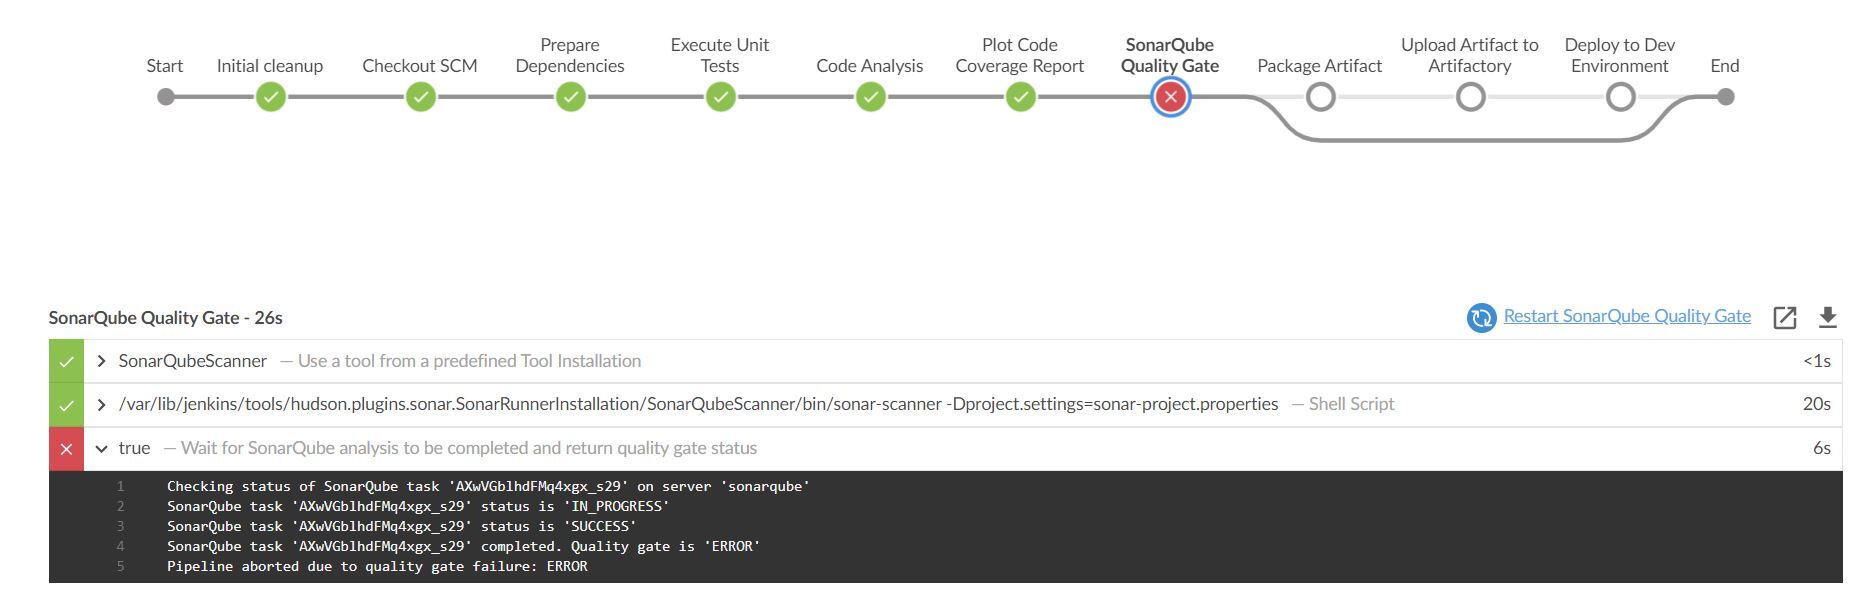 Start
Initial cleanup
Checkout SCM
Prepare
Dependencies
Execute Unit
Tests
Code Analysis
Plot Code
Coverage Report
SonarQube
Quality Gate
Package Artifact
Upload Artifact to
Artifactory
Deploy to Dev
Environment
End
SonarQube Quality Gate - 26s
Restart SonarQube Quality Gate
SonarQubeScanner — Use a tool from a predefined Tool Installation <1s
/var/lib/jenkins/tools/hudson.plugins.sonar.SonarRunnerInstallation/SonarQubeScanner/bin/sonar-scanner -Dproject.settings=sonar-project.properties — Shell Script 20s
true — Wait for SonarQube analysis to be completed and return quality gate status 6s
1 Checking status of SonarQube task 'AXwVGblhdFMq4xgx_s29' on server 'sonarqube'
2 SonarQube task 'AXwVGblhdFMq4xgx_s29' status is 'IN_PROGRESS'
3 SonarQube task 'AXwVGblhdFMq4xgx_s29' status is 'SUCCESS'
4 SonarQube task 'AXwVGblhdFMq4xgx_s29' completed. Quality gate is 'ERROR'
5 Pipeline aborted due to quality gate failure: ERROR